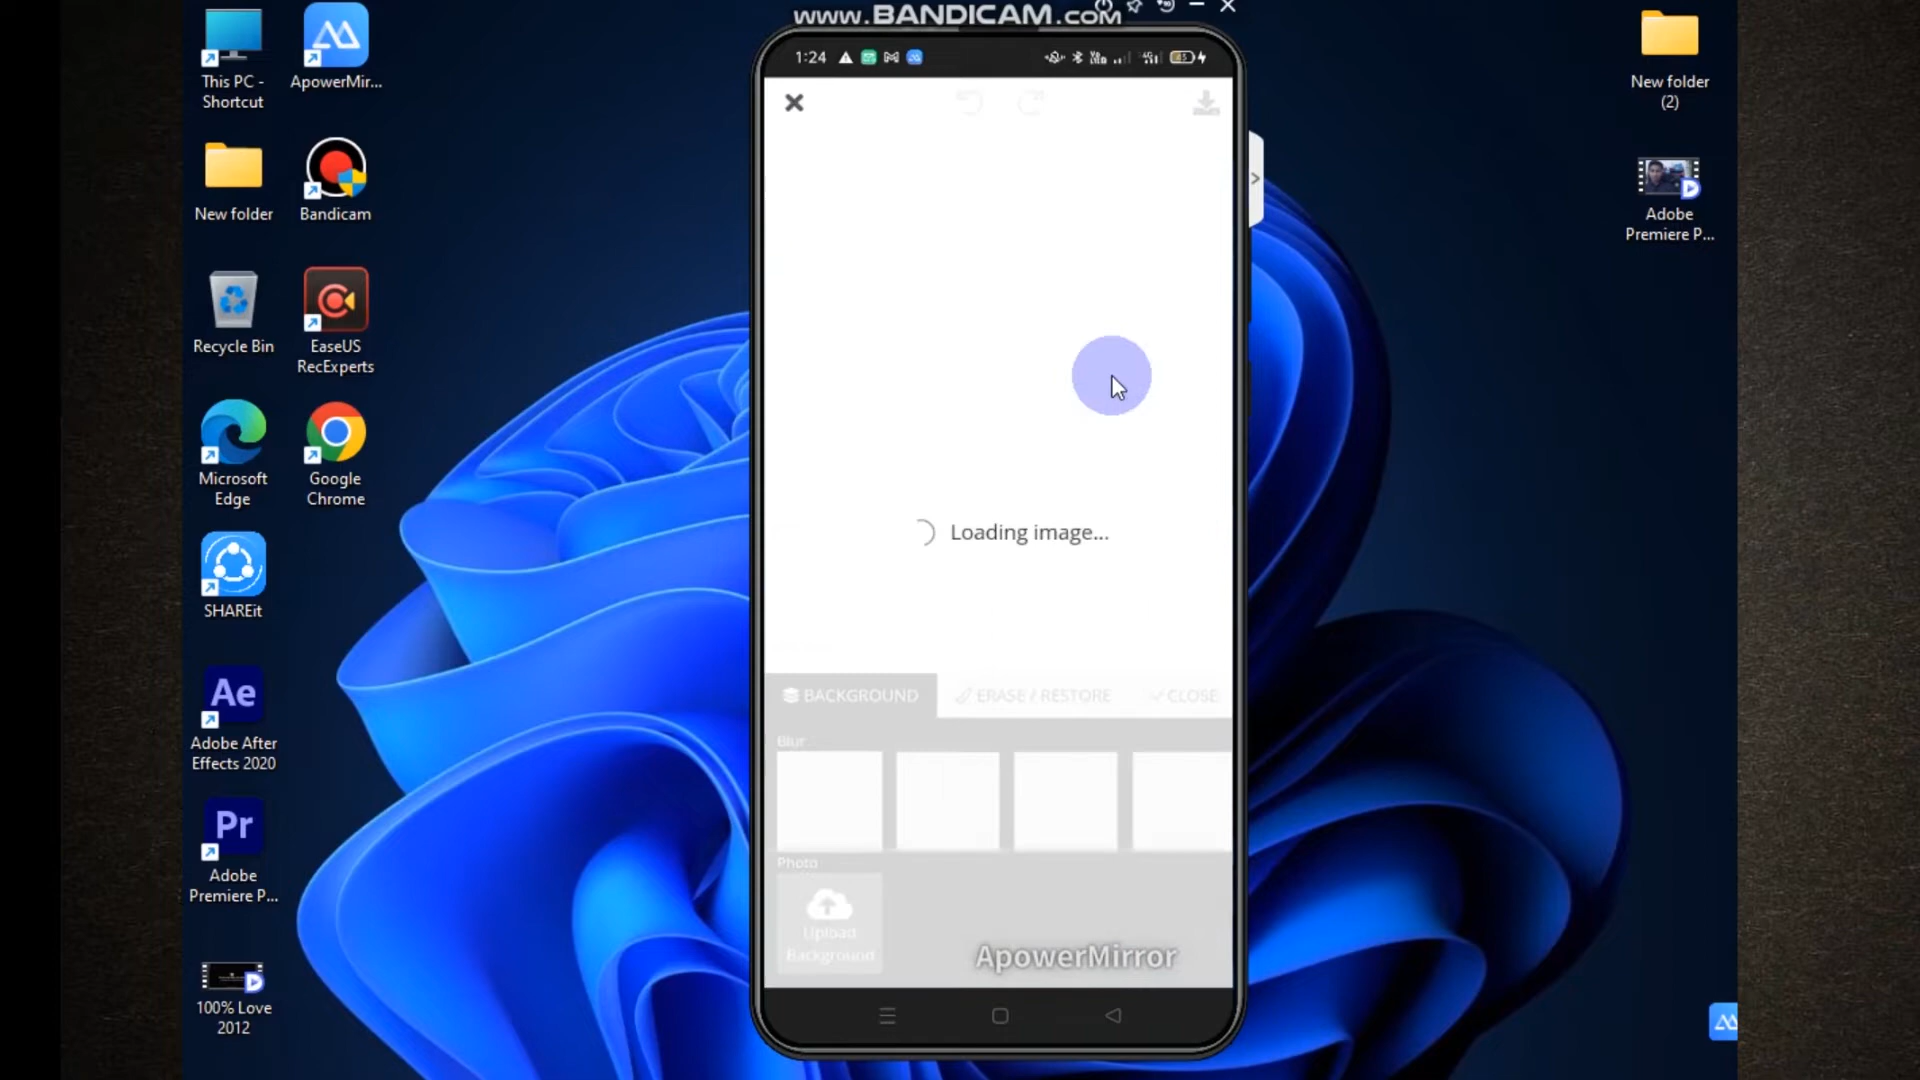 www.BANDICAM.com
This PC -
Shortcut
ApowerMir...
New folder
Bandicam
Recycle Bin
EaseUS
RecExperts
Microsoft
Edge
Google
Chrome
SHAREit
Ae
Adobe After
Effects 2020
Pr
Adobe
Premiere P...
100% Love
2012
1:24
Loading image...
BACKGROUND
ERASE / RESTORE
CLOSE
Blur
Photo
Upload
Background
ApowerMirror
New folder
(2)
Adobe
Premiere P...